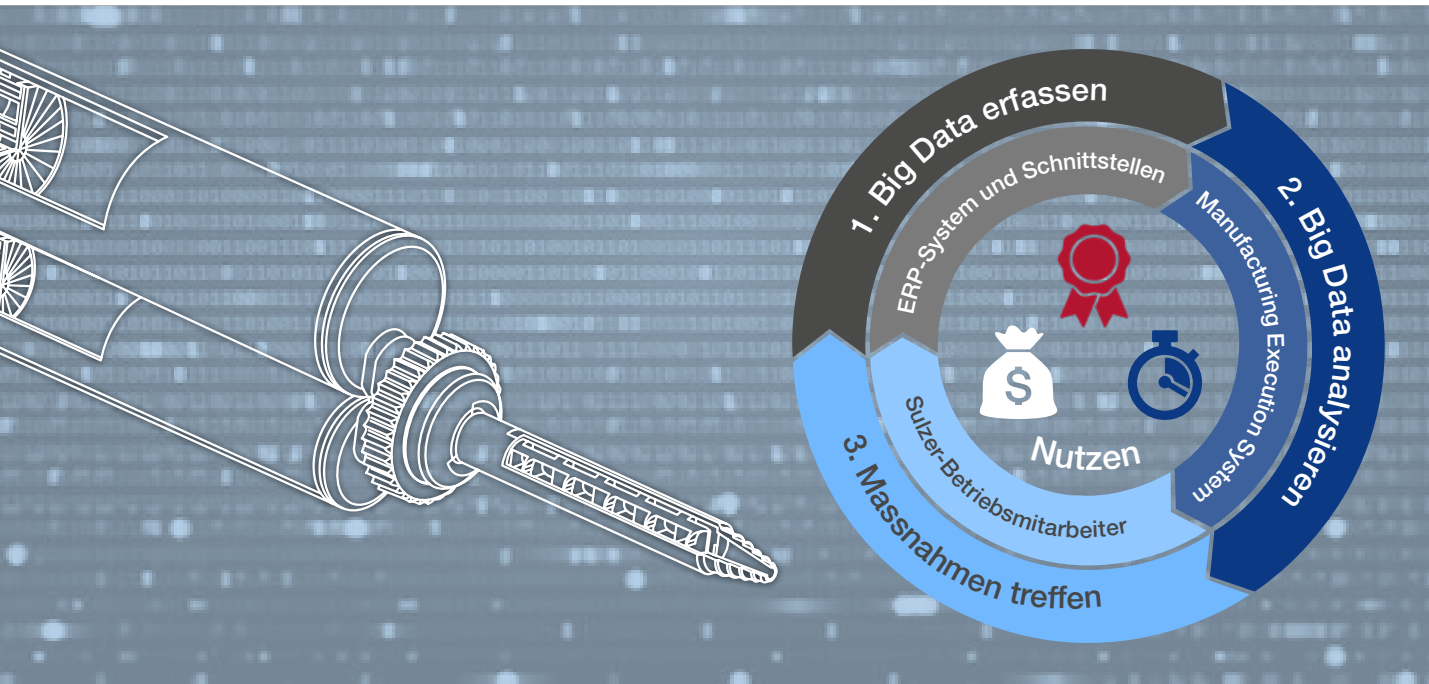 1. Big Data erfassen
ERP-System und Schnittstellen
2. Big Data analysieren
Manufacturing Execution System
3. Massnahmen treffen
Sulzer-Betriebsmitarbeiter
$
Nutzen